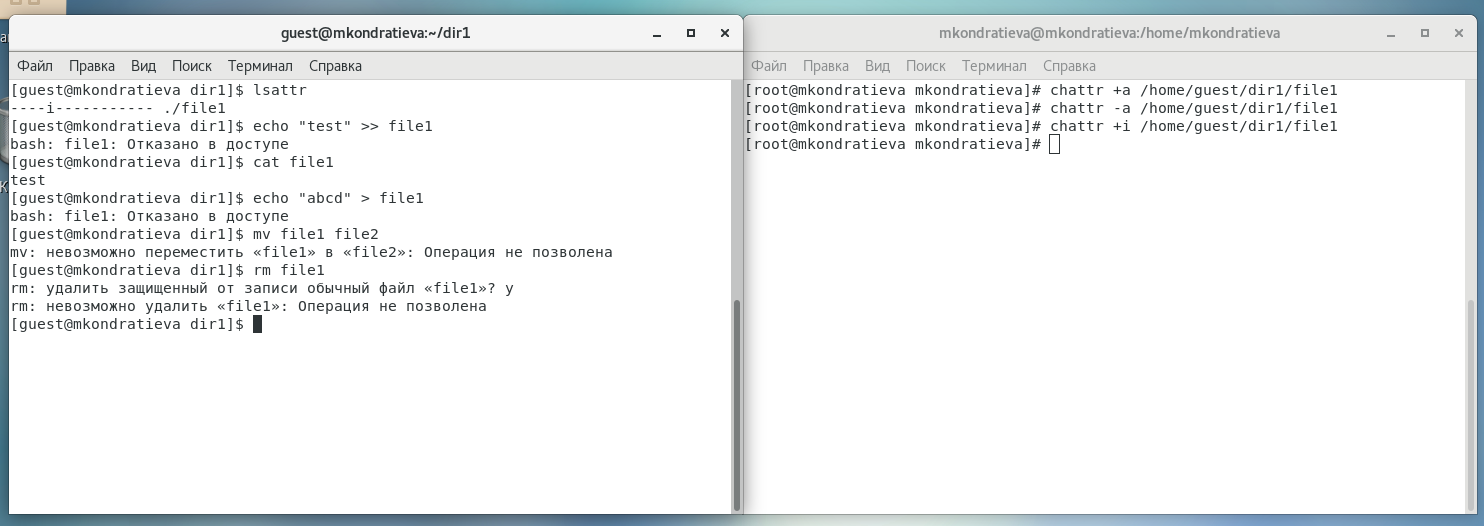 guest@mkondratieva:~/dir1
Файл Правка Вид Поиск Терминал Справка
[guest@mkondratieva dir1]$ lsattr
----i----------- ./file1
[guest@mkondratieva dir1]$ echo "test" >> file1
bash: file1: Отказано в доступе
[guest@mkondratieva dir1]$ cat file1
test
[guest@mkondratieva dir1]$ echo "abcd" > file1
bash: file1: Отказано в доступе
[guest@mkondratieva dir1]$ mv file1 file2
mv: невозможно переместить «file1» в «file2»: Операция не позволена
[guest@mkondratieva dir1]$ rm file1
rm: удалить защищенный от записи обычный файл «file1»? y
rm: невозможно удалить «file1»: Операция не позволена
[guest@mkondratieva dir1]$
mkondratieva@mkondratieva:/home/mkondratieva
Файл Правка Вид Поиск Терминал Справка
[root@mkondratieva mkondratieva]# chattr +a /home/guest/dir1/file1
[root@mkondratieva mkondratieva]# chattr -a /home/guest/dir1/file1
[root@mkondratieva mkondratieva]# chattr +i /home/guest/dir1/file1
[root@mkondratieva mkondratieva]#